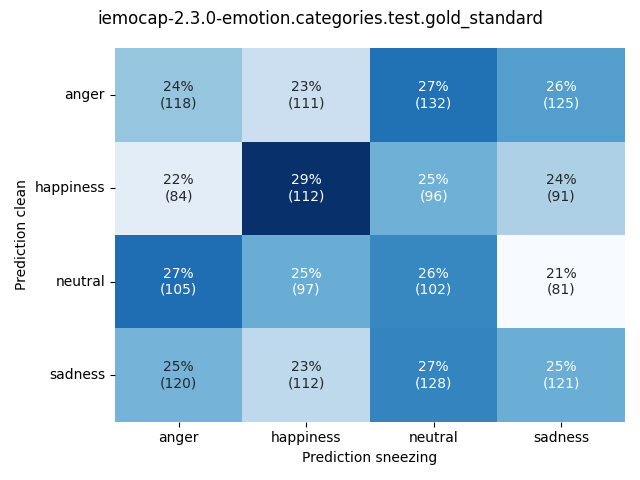 iemocap-2.3.0-emotion.categories.test.gold_standard
Prediction clean
anger
24%
(118)
23%
(111)
27%
(132)
26%
(125)
happiness
22%
(84)
29%
(112)
25%
(96)
24%
(91)
neutral
27%
(105)
25%
(97)
26%
(102)
21%
(81)
sadness
25%
(120)
23%
(112)
27%
(128)
25%
(121)
anger
happiness
neutral
sadness
Prediction sneezing